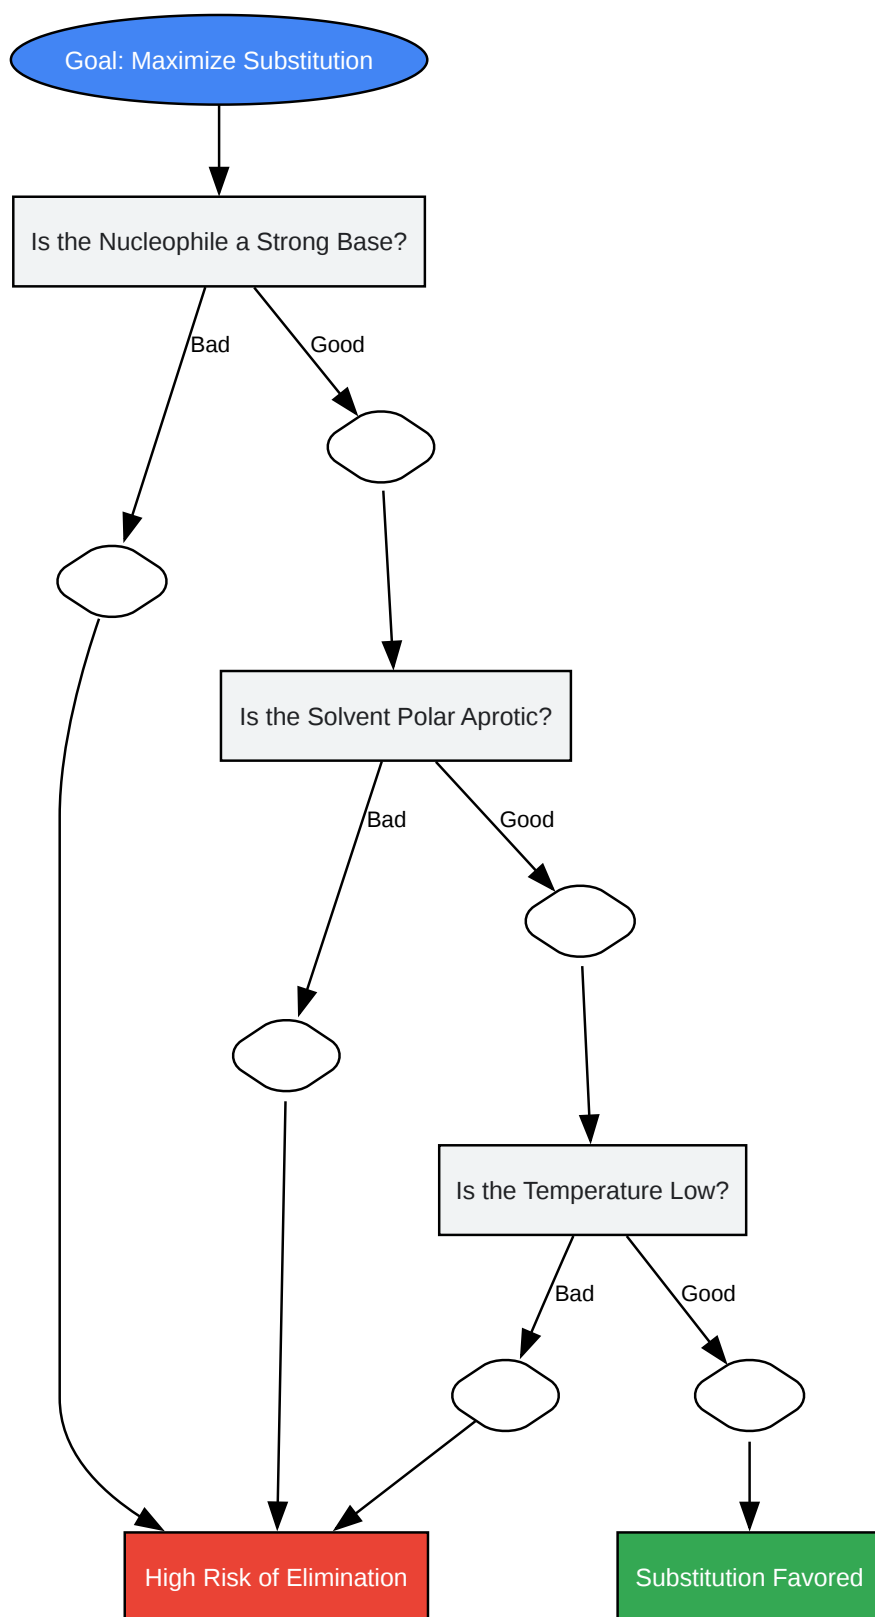 Goal: Maximize Substitution
Is the Nucleophile a Strong Base?
Bad
Good
Is the Solvent Polar Aprotic?
Bad
Good
Is the Temperature Low?
Bad
Good
High Risk of Elimination
Substitution Favored